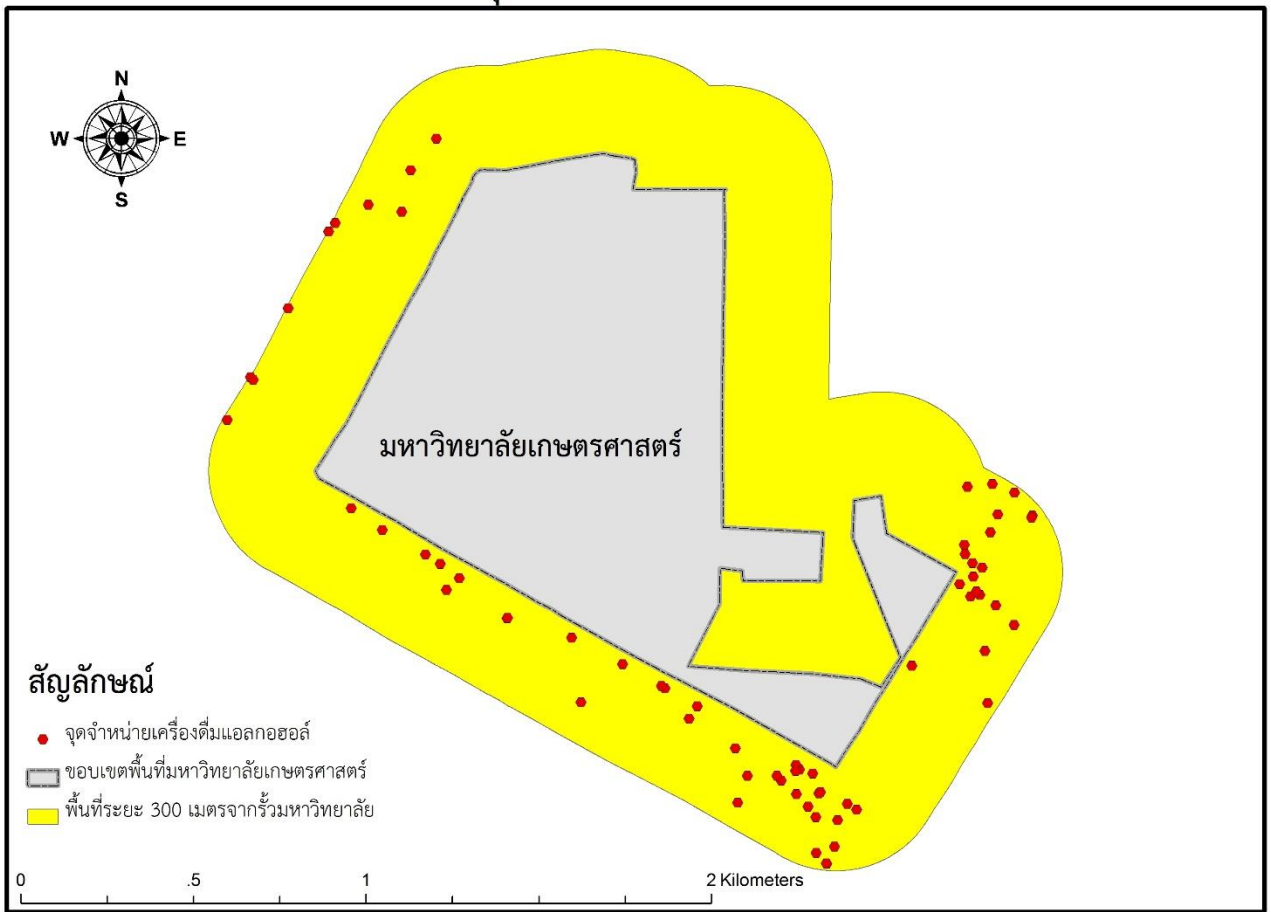 N
W E
S
มหาวิทยาลัยเกษตรศาสตร์
สัญลักษณ์
จุดจำหน่ายเครื่องดื่มแอลกอฮอล์
ขอบเขตพื้นที่มหาวิทยาลัยเกษตรศาสตร์
พื้นที่ระยะ 300 เมตรจากรั้วมหาวิทยาลัย
0 .5 1 2 Kilometers